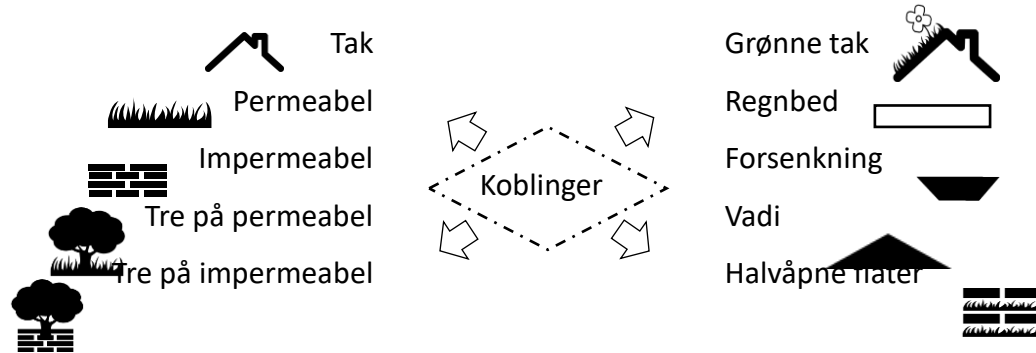 Tak
Permeabel
Impermeabel
Tre på permeabel
Tre på impermeabel
Koblinger
Grønne tak
Regnbed
Forsenkning
Vadi
Halvåpne flater